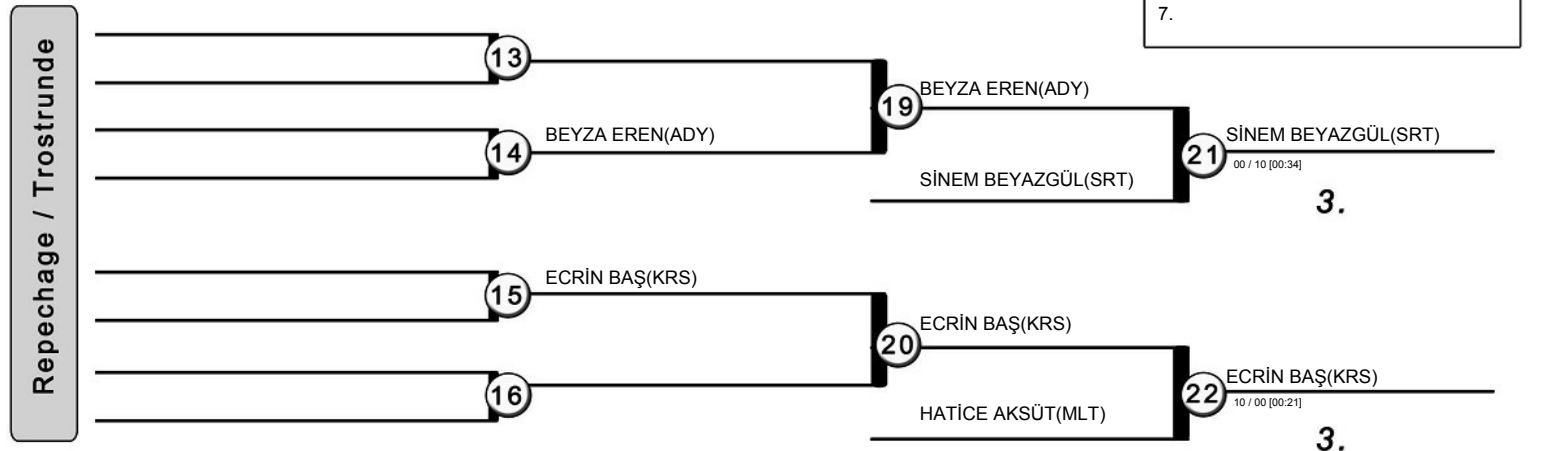 7.
Repechage / Trostrunde
13
BEYZA EREN(ADY)
19
BEYZA EREN(ADY)
14
21
SİNEM BEYAZGÜL(SRT)
00 / 10 [00:34]
SİNEM BEYAZGÜL(SRT)
3.
ECRİN BAŞ(KRS)
15
ECRİN BAŞ(KRS)
20
16
ECRİN BAŞ(KRS)
22
10 / 00 [00:21]
HATİCE AKSÜT(MLT)
3.